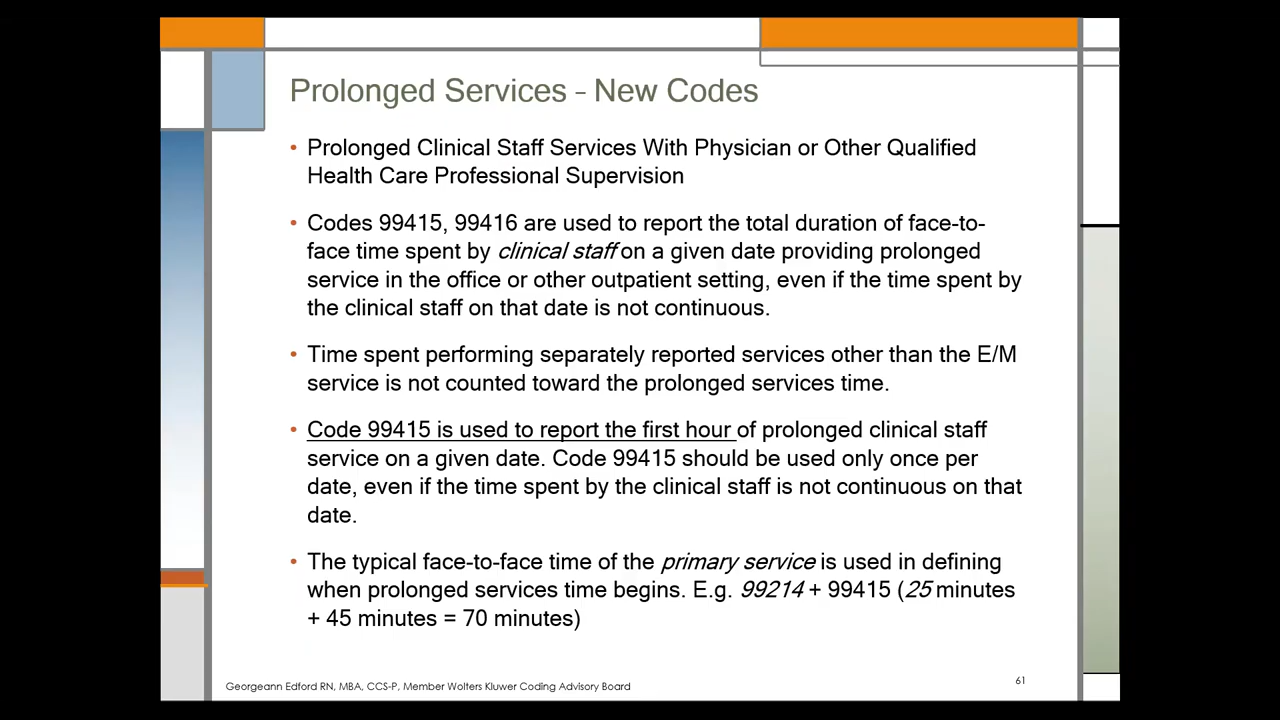 Prolonged Services - New Codes
• Prolonged Clinical Staff Services With Physician or Other Qualified
Health Care Professional Supervision
• Codes 99415, 99416 are used to report the total duration of face-to-
face time spent by clinical staff on a given date providing prolonged
service in the office or other outpatient setting, even if the time spent by
the clinical staff on that date is not continuous.
• Time spent performing separately reported services other than the E/M
service is not counted toward the prolonged services time.
• Code 99415 is used to report the first hour of prolonged clinical staff
service on a given date. Code 99415 should be used only once per
date, even if the time spent by the clinical staff is not continuous on that
date.
• The typical face-to-face time of the primary service is used in defining
when prolonged services time begins. E.g. 99214 + 99415 (25 minutes
+ 45 minutes = 70 minutes)
Georgeann Edford RN, MBA, CCS-P, Member Wolters Kluwer Coding Advisory Board
61